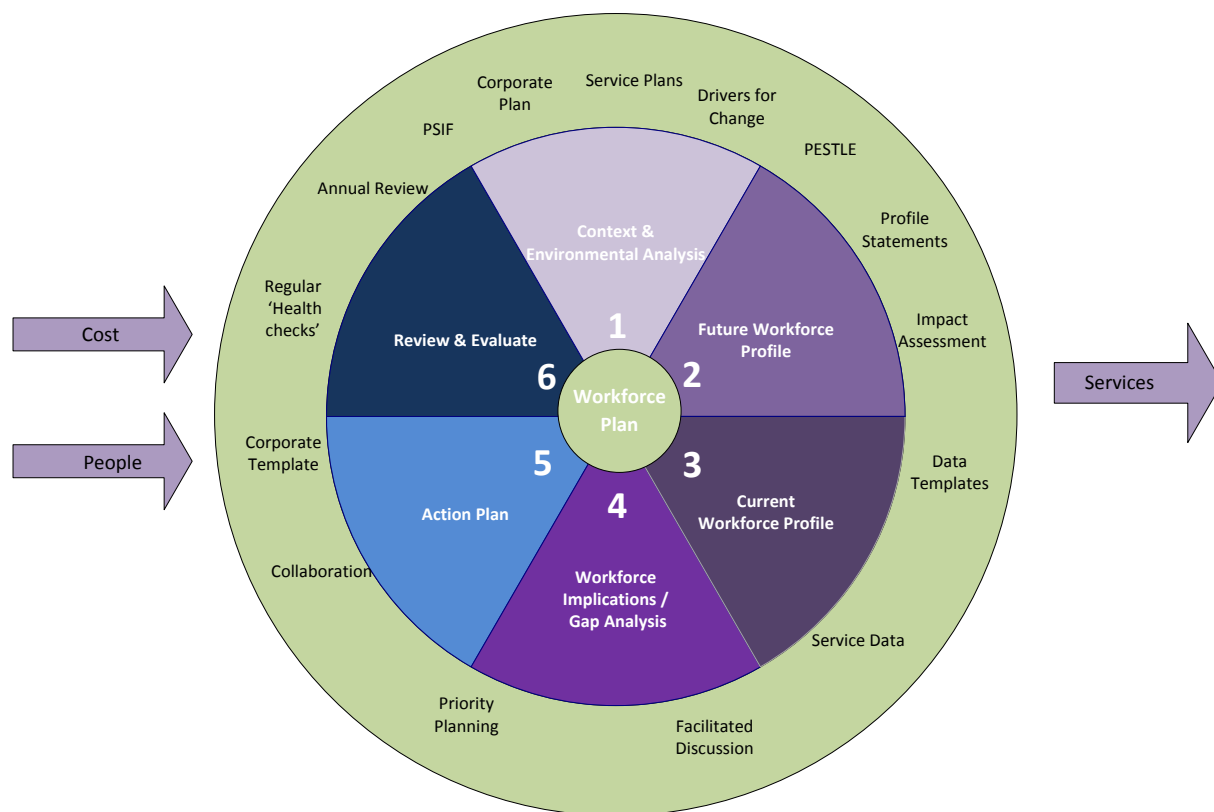 Service Plans
Corporate
Plan
Drivers for
Change
PSIF
PESTLE
Annual Review
Profile
Statements
Context &
Environmental Analysis
Regular
‘Health
checks’
Impact
Assessment
Cost
Review & Evaluate
1
Future Workforce
Profile
6
2
Services
Workforce
Plan
Corporate
Template
People
5
3
Data
Templates
Action Plan
4
Current
Workforce Profile
Collaboration
Workforce
Implications /
Gap Analysis
Service Data
Priority
Planning
Facilitated
Discussion